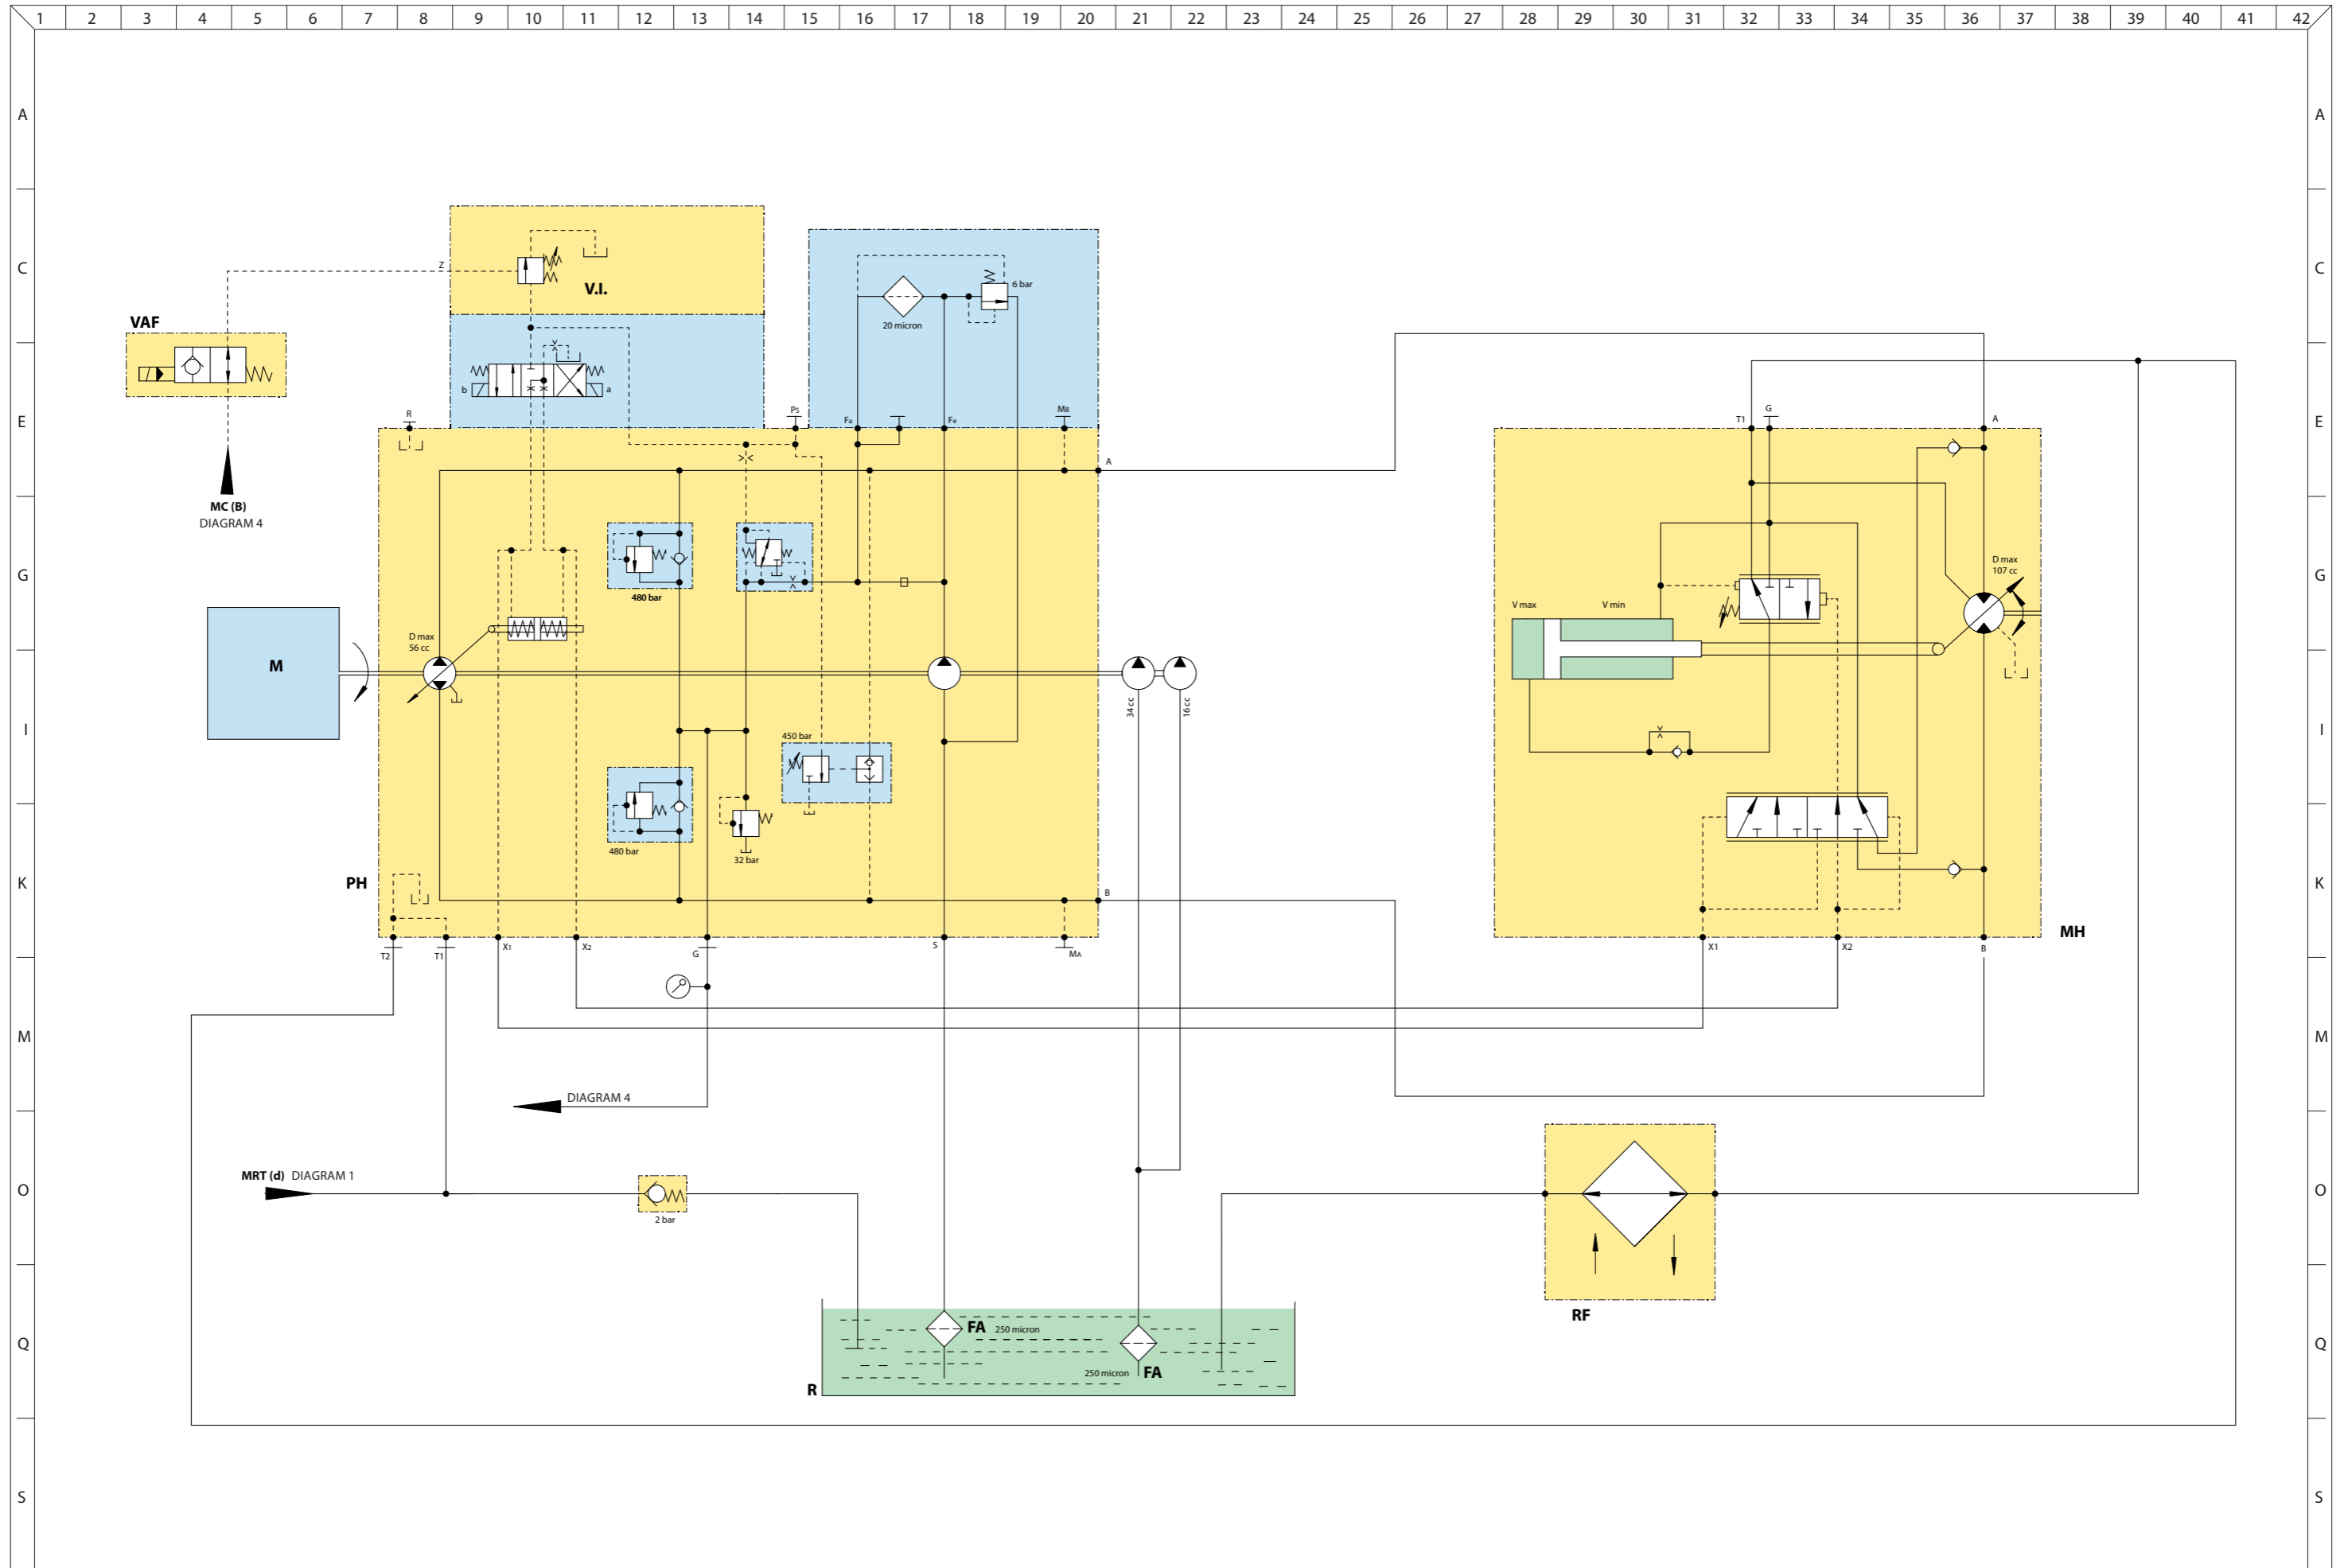 1 2 3 4 5 6 7 8 9 10 11 12 13 14 15 16 17 18 19 20 21 22 23 24 25 26 27 28 29 30 31 32 33 34 35 36 37 38 39 40 41 42
A A
C C
E E
G G
I I
K K
M M
O O
Q Q
S S
Z
V.I.
VAF
6 bar
20 micron
b a
R
PS
Fa
Fe
MB
A
MC (B)
DIAGRAM 4
T1
G
A
480 bar
D max
107 cc
V max
V min
M
D max
56 cc
34 cc
16 cc
450 bar
480 bar
32 bar
PH
B
MH
T2
T1
X1
X2
G
S
MA
X1
X2
B
DIAGRAM 4
MRT (d) DIAGRAM 1
2 bar
RF
FA 250 micron
250 micron FA
R